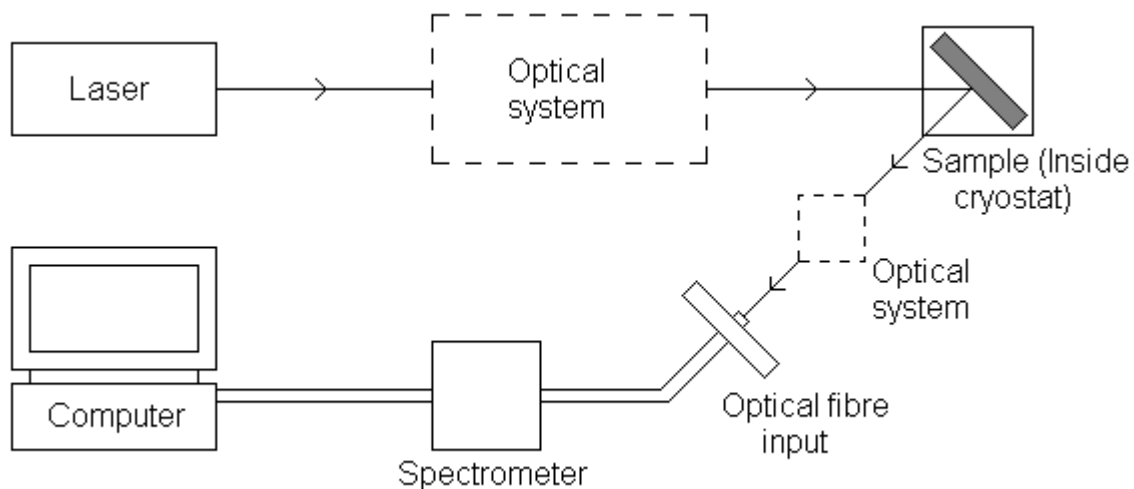 Laser
Optical
system
Sample (Inside
cryostat)
Optical
system
Optical fibre
input
Spectrometer
Computer